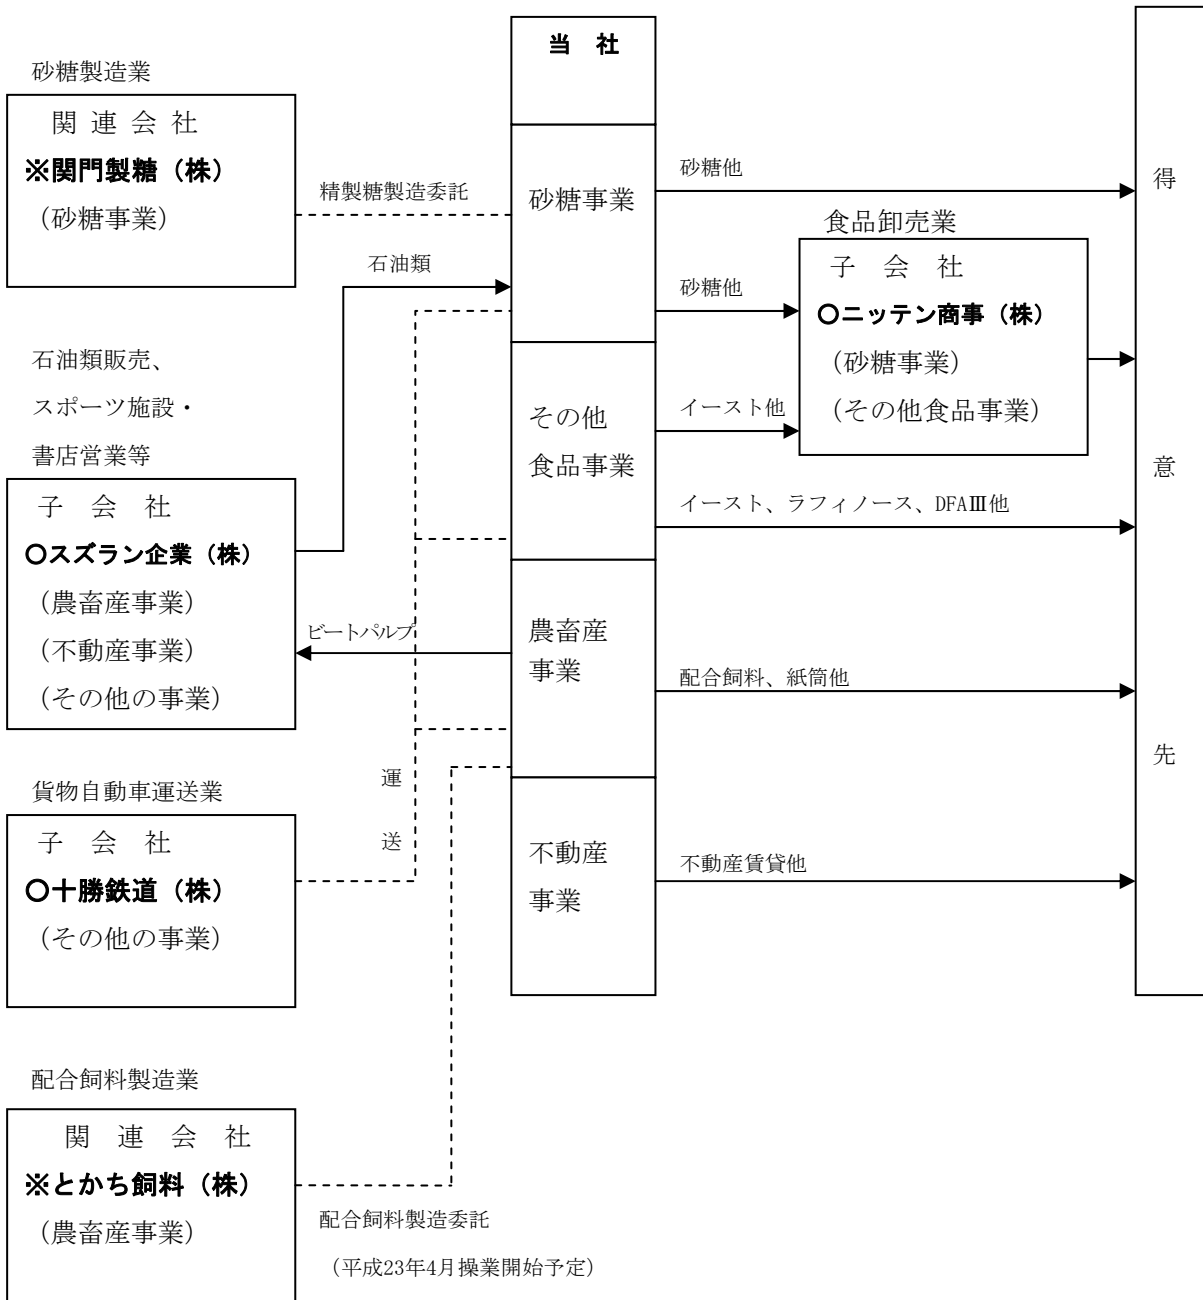 砂糖製造業
関 連 会 社
※関門製糖（株）
（砂糖事業）
精製糖製造委託
石油類
石油類販売、
スポーツ施設・
書店営業等
子 会 社
○スズラン企業（株）
（農畜産事業）
（不動産事業）
（その他の事業）
ビートパルプ
貨物自動車運送業
子 会 社
○十勝鉄道（株）
（その他の事業）
運
送
配合飼料製造業
関 連 会 社
※とかち飼料（株）
（農畜産事業）
配合飼料製造委託
（平成23年4月操業開始予定）
当 社
砂糖事業
その他
食品事業
農畜産
事業
不動産
事業
砂糖他
食品卸売業
砂糖他
子 会 社
○ニッテン商事（株）
（砂糖事業）
（その他食品事業）
イースト他
イースト、ラフィノース、DFAⅢ他
配合飼料、紙筒他
不動産賃貸他
得
意
先